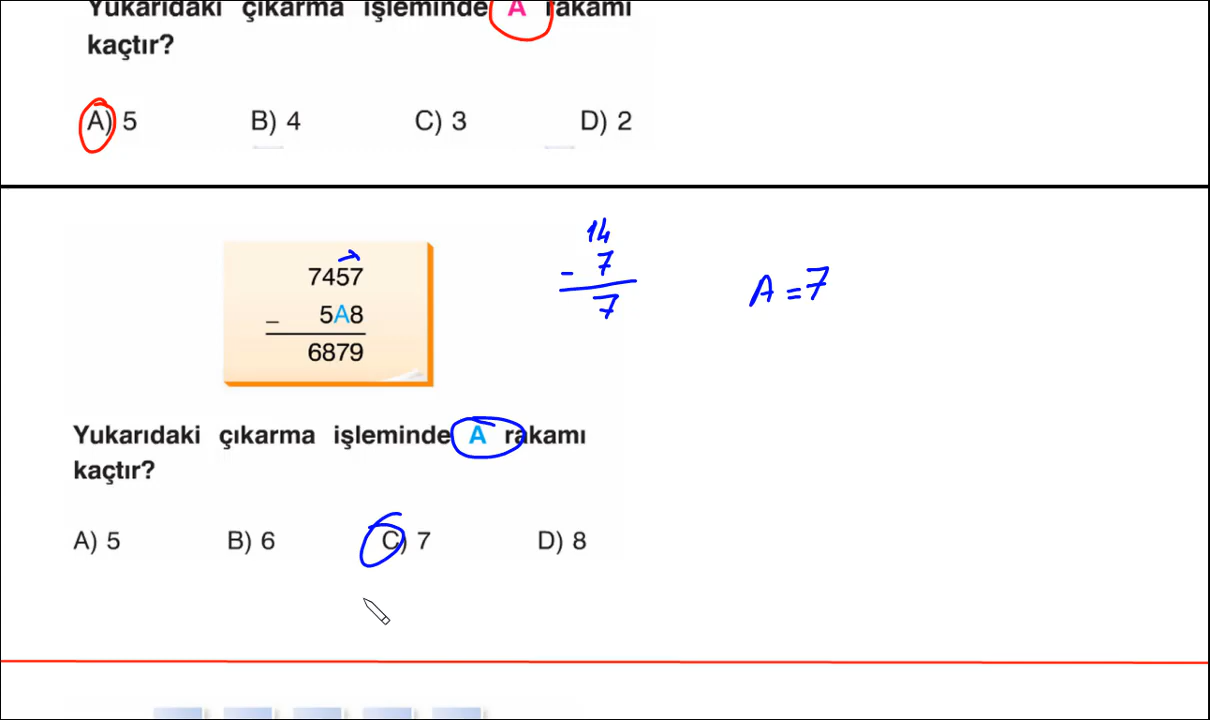 Yukarıdaki çıkarma işleminde A rakamı
kaçtır?
A) 5 B) 4 C) 3 D) 2
7457
- 5A8
6879
14
- 7
7
A = 7
Yukarıdaki çıkarma işleminde A rakamı
kaçtır?
A) 5 B) 6 C) 7 D) 8